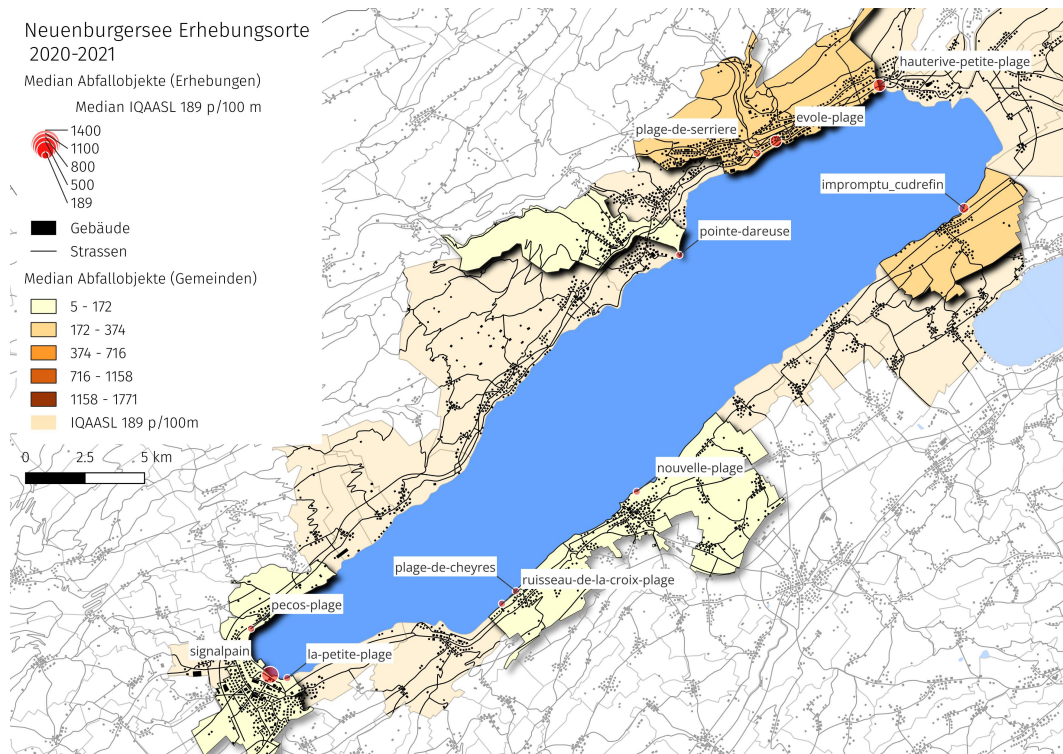 Neuenburgersee Erhebungsorte
2020-2021
Median Abfallobjekte (Erhebungen)
Median IQAASL 189 p/100 m
1400
1100
800
500
189
Gebäude
Strassen
Median Abfallobjekte (Gemeinden)
5 - 172
172 - 374
374 - 716
716 - 1158
1158 - 1771
IQAASL 189 p/100m
0 2.5 5 km
hauterive-petite-plage
evole-plage
plage-de-serriere
impromptu_cudrefin
pointe-dareuse
nouvelle-plage
plage-de-cheyres
ruisseau-de-la-croix-plage
pecos-plage
signalpain
la-petite-plage